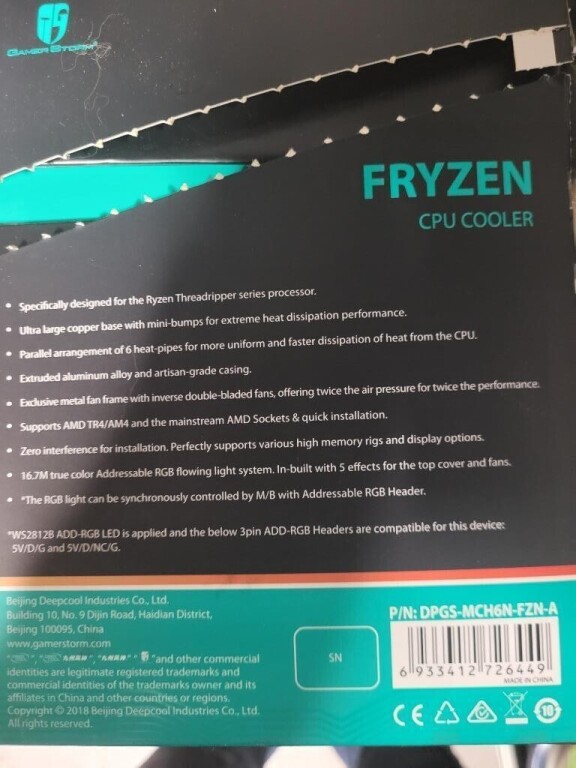 GAMER STORM
FRYZEN
CPU COOLER
• Specifically designed for the Ryzen Threadripper series processor.
• Ultra large copper base with mini-bumps for extreme heat dissipation performance.
• Parallel arrangement of 6 heat-pipes for more uniform and faster dissipation of heat from the CPU.
• Extruded aluminum alloy and artisan-grade casing.
• Exclusive metal fan frame with inverse double-bladed fans, offering twice the air pressure for twice the performance.
• Supports AMD TR4/AM4 and the mainstream AMD Sockets & quick installation.
• Zero interference for installation. Perfectly supports various high memory rigs and display options.
• 16.7M true color Addressable RGB flowing light system. In-built with 5 effects for the top cover and fans.
• *The RGB light can be synchronously controlled by M/B with Addressable RGB Header.
*WS2812B ADD-RGB LED is applied and the below 3pin ADD-RGB Headers are compatible for this device:
5V/D/G and 5V/D/NC/G.
Beijing Deepcool Industries Co., Ltd.
Building 10, No. 9 Dijin Road, Haidian District,
Beijing 100095, China
www.gamerstorm.com
"and other commercial
identities are legitimate registered trademarks and
commercial identities of the trademarks owner and its
affiliates in China and other countries or regions.
Copyright © 2018 Beijing Deepcool Industries Co., Ltd.
All rights reserved.
SN
P/N: DPGS-MCH6N-FZN-A
6 933412 726449
MADE IN CHINA
CE
10